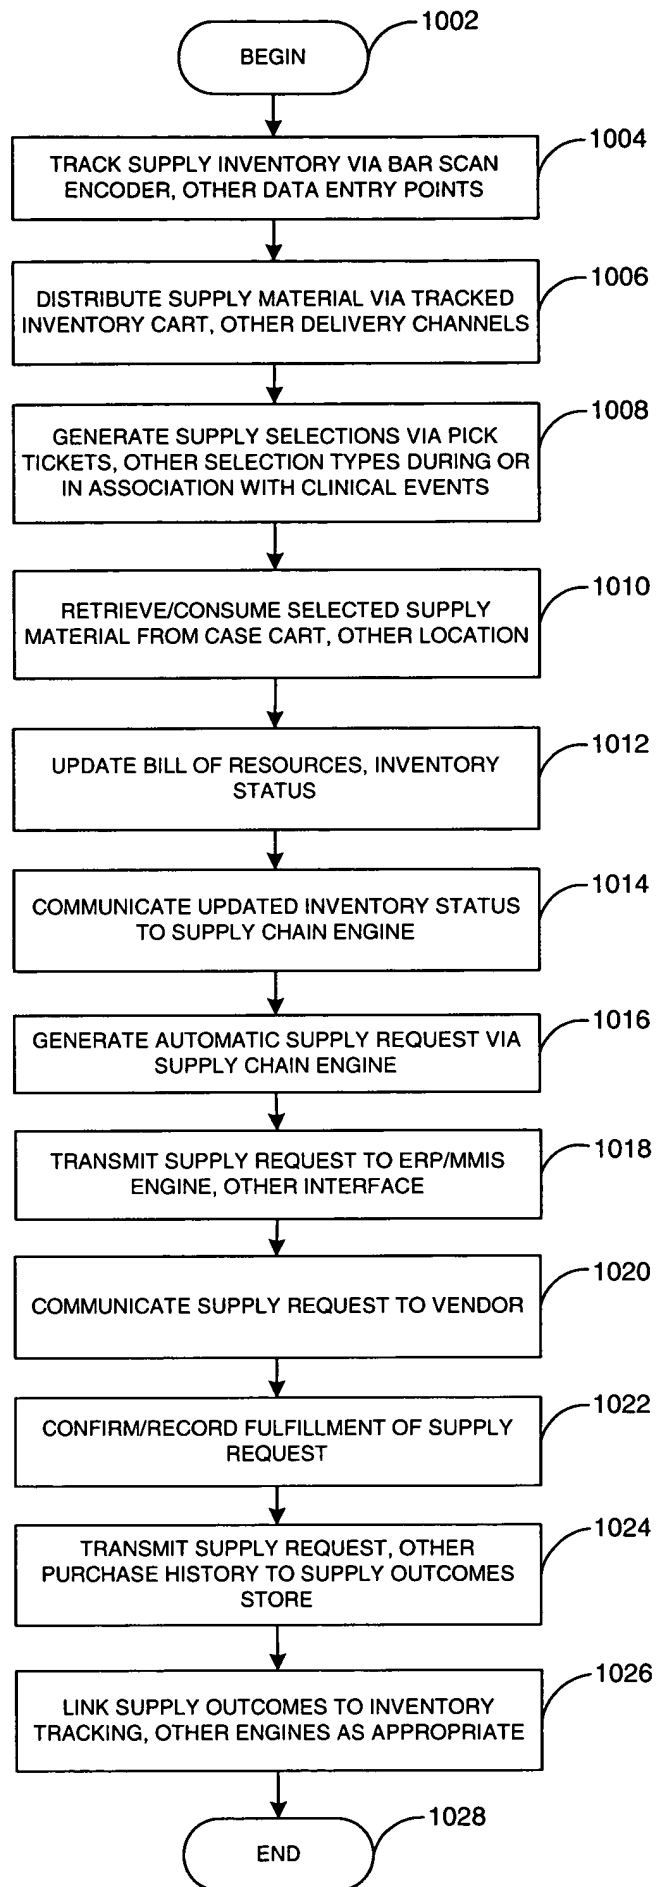 1002
BEGIN
1004
TRACK SUPPLY INVENTORY VIA BAR SCAN
ENCODER, OTHER DATA ENTRY POINTS
1006
DISTRIBUTE SUPPLY MATERIAL VIA TRACKED
INVENTORY CART, OTHER DELIVERY CHANNELS
1008
GENERATE SUPPLY SELECTIONS VIA PICK
TICKETS, OTHER SELECTION TYPES DURING OR
IN ASSOCIATION WITH CLINICAL EVENTS
1010
RETRIEVE/CONSUME SELECTED SUPPLY
MATERIAL FROM CASE CART, OTHER LOCATION
1012
UPDATE BILL OF RESOURCES, INVENTORY
STATUS
1014
COMMUNICATE UPDATED INVENTORY STATUS
TO SUPPLY CHAIN ENGINE
1016
GENERATE AUTOMATIC SUPPLY REQUEST VIA
SUPPLY CHAIN ENGINE
1018
TRANSMIT SUPPLY REQUEST TO ERP/MMIS
ENGINE, OTHER INTERFACE
1020
COMMUNICATE SUPPLY REQUEST TO VENDOR
1022
CONFIRM/RECORD FULFILLMENT OF SUPPLY
REQUEST
1024
TRANSMIT SUPPLY REQUEST, OTHER
PURCHASE HISTORY TO SUPPLY OUTCOMES
STORE
1026
LINK SUPPLY OUTCOMES TO INVENTORY
TRACKING, OTHER ENGINES AS APPROPRIATE
1028
END